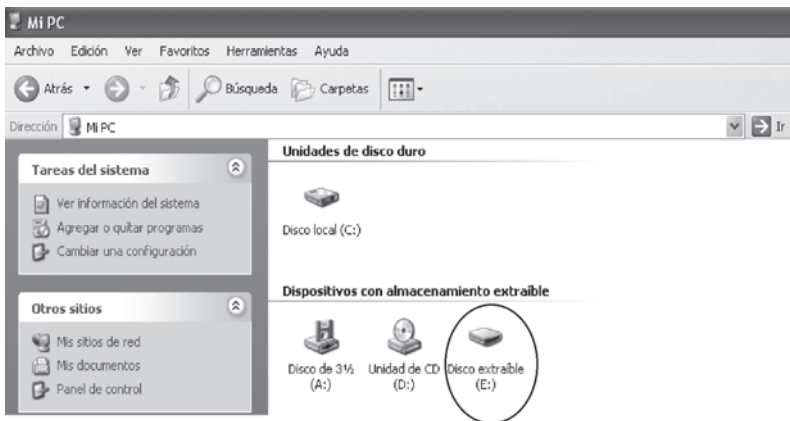 Mi PC
Archivo Edición Ver Favoritos Herramientas Ayuda
Atrás Búsqueda Carpetas
Dirección Mi PC Ir
Tareas del sistema
Ver información del sistema
Agregar o quitar programas
Cambiar una configuración
Otros sitios
Mis sitios de red
Mis documentos
Panel de control
Unidades de disco duro
Disco local (C:)
Dispositivos con almacenamiento extraíble
Disco de 3½
(A:)
Unidad de CD
(D:)
Disco extraíble
(E:)